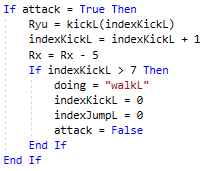 If attack = True Then
Ryu = kickL(indexKickL)
indexKickL = indexKickL + 1
Rx = Rx - 5
If indexKickL > 7 Then
doing = "walkL"
indexKickL = 0
indexJumpL = 0
attack = False
End If
End If